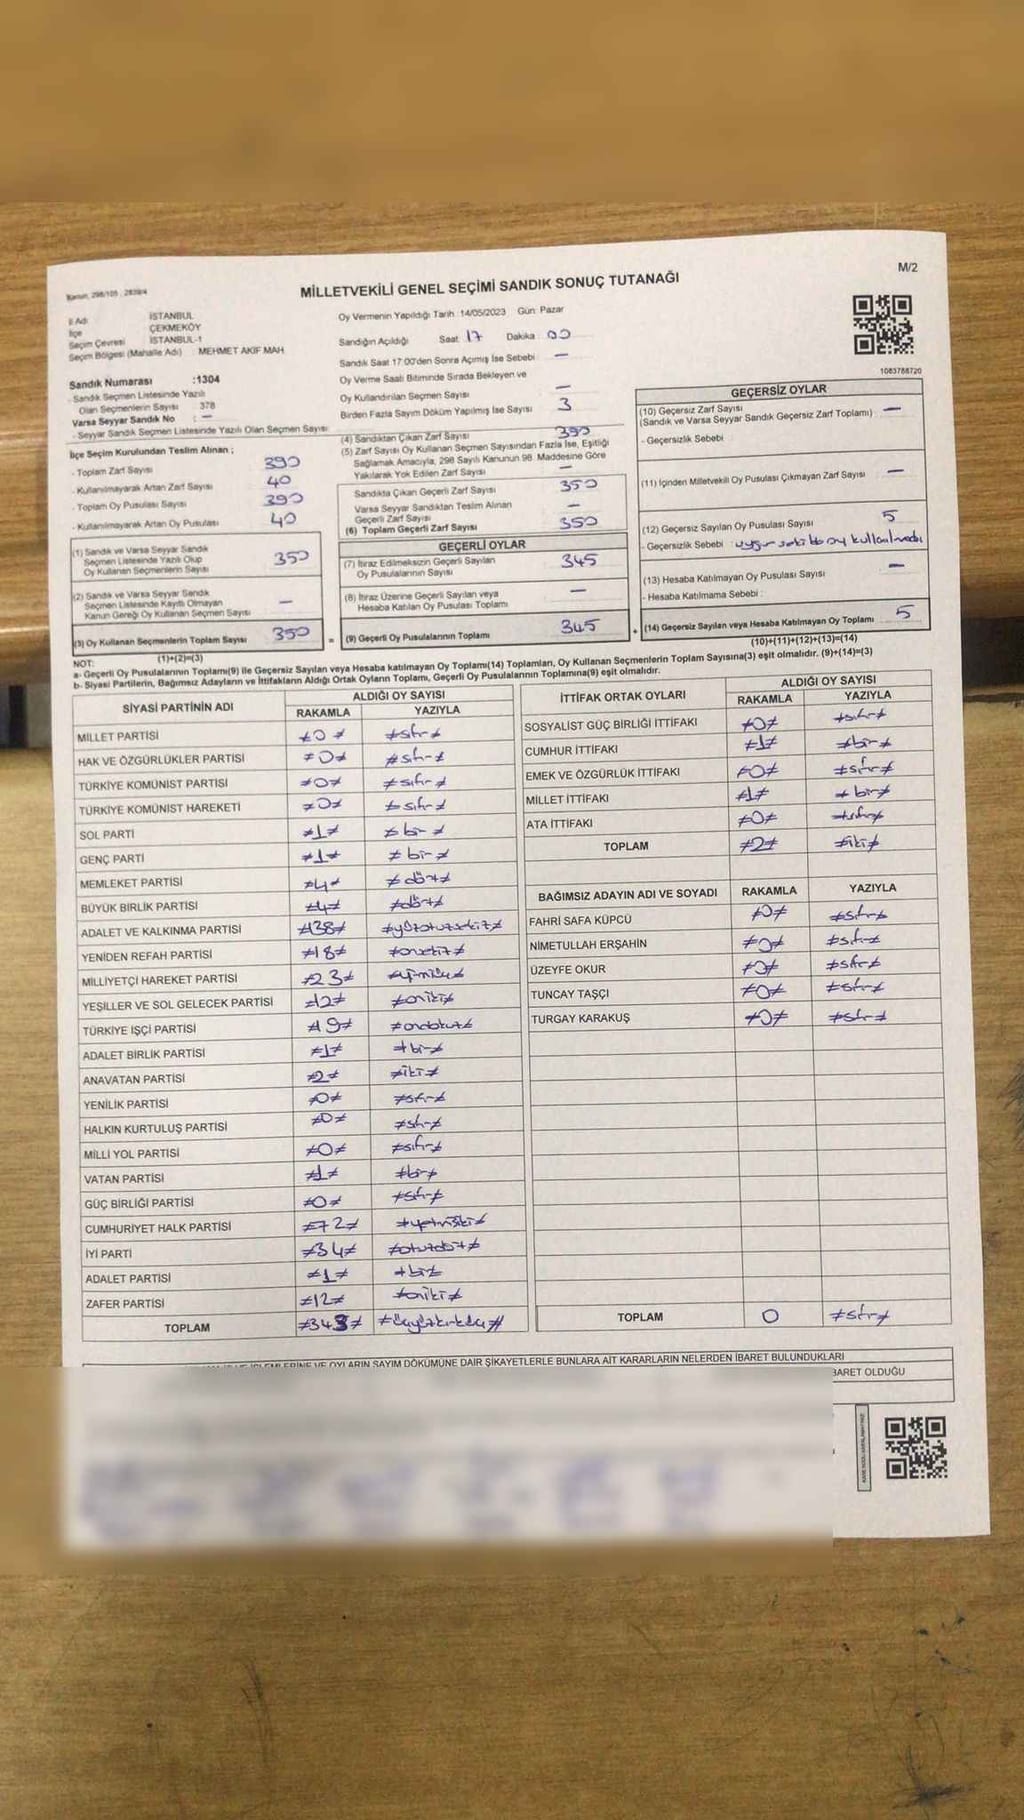 Kanun: 298/105 ; 2839/4
M/2
MİLLETVEKİLİ GENEL SEÇİMİ SANDIK SONUÇ TUTANAĞI
İl Adı İSTANBUL
İlçe ÇEKMEKÖY
Seçim Çevresi İSTANBUL-1
Seçim Bölgesi (Mahalle Adı) MEHMET AKİF MAH
Sandık Numarası :1304
- Sandık Seçmen Listesinde Yazılı
Olan Seçmenlerin Sayısı 378
Varsa Seyyar Sandık No : -
- Seyyar Sandık Seçmen Listesinde Yazılı Olan Seçmen Sayısı
İlçe Seçim Kurulundan Teslim Alınan ;
- Toplam Zarf Sayısı 390
- Kullanılmayarak Artan Zarf Sayısı 40
- Toplam Oy Pusulası Sayısı 390
- Kullanılmayarak Artan Oy Pusulası 40
(1) Sandık ve Varsa Seyyar Sandık
Seçmen Listesinde Yazılı Olup
Oy Kullanan Seçmenlerin Sayısı 350
(2) Sandık ve Varsa Seyyar Sandık
Seçmen Listesinde Kayıtlı Olmayan
Kanun Gereği Oy Kullanan Seçmen Sayısı -
(3) Oy Kullanan Seçmenlerin Toplam Sayısı 350
(1)+(2)=(3)
Oy Vermenin Yapıldığı Tarih :14/05/2023 Gün: Pazar
Sandığın Açıldığı Saat 17 Dakika 00
Sandık Saat 17:00'den Sonra Açımış İse Sebebi -
Oy Verme Saati Bitiminde Sırada Bekleyen ve
Oy Kullandırılan Seçmen Sayısı -
Birden Fazla Sayım Döküm Yapılmış İse Sayısı 3
(4) Sandıktan Çıkan Zarf Sayısı
(5) Zarf Sayısı Oy Kullanan Seçmen Sayısından Fazla İse, Eşitliği
Sağlamak Amacıyla, 298 Sayılı Kanunun 98. Maddesine Göre
Yakılarak Yok Edilen Zarf Sayısı -
Sandıkta Çıkan Geçerli Zarf Sayısı 350
Varsa Seyyar Sandıktan Teslim Alınan
Geçerli Zarf Sayısı -
(6) Toplam Geçerli Zarf Sayısı 350
GEÇERLİ OYLAR
(7) İtiraz Edilmeksizin Geçerli Sayılan
Oy Pusulalarının Sayısı 345
(8) İtiraz Üzerine Geçerli Sayılan veya
Hesaba Katılan Oy Pusulası Toplamı -
= (9) Geçerli Oy Pusulalarının Toplamı 345 +
1083788720
GEÇERSİZ OYLAR
(10) Geçersiz Zarf Sayısı -
(Sandık ve Varsa Seyyar Sandık Geçersiz Zarf Toplamı)
- Geçersizlik Sebebi
(11) İçinden Milletvekili Oy Pusulası Çıkmayan Zarf Sayısı -
(12) Geçersiz Sayılan Oy Pusulası Sayısı 5
- Geçersizlik Sebebi uygun şekilde oy kullanılmadı
(13) Hesaba Katılmayan Oy Pusulası Sayısı -
- Hesaba Katılmama Sebebi :
(14) Geçersiz Sayılan veya Hesaba Katılmayan Oy Toplamı 5
(10)+(11)+(12)+(13)=(14)
NOT:
a- Geçerli Oy Pusulalarının Toplamı(9) ile Geçersiz Sayılan veya Hesaba katılmayan Oy Toplamı(14) Toplamları, Oy Kullanan Seçmenlerin Toplam Sayısına(3) eşit olmalıdır. (9)+(14)=(3)
b- Siyasi Partilerin, Bağımsız Adayların ve İttifakların Aldığı Ortak Oyların Toplamı, Geçerli Oy Pusulalarının Toplamına(9) eşit olmalıdır.
SİYASİ PARTİNİN ADI ALDIĞI OY SAYISI
RAKAMLA YAZIYLA
MİLLET PARTİSİ ≠0≠ ≠sıfır≠
HAK VE ÖZGÜRLÜKLER PARTİSİ ≠0≠ ≠sıfır≠
TÜRKİYE KOMÜNİST PARTİSİ ≠0≠ ≠sıfır≠
TÜRKİYE KOMÜNİST HAREKETİ ≠0≠ ≠sıfır≠
SOL PARTİ ≠1≠ ≠bir≠
GENÇ PARTİ ≠1≠ ≠bir≠
MEMLEKET PARTİSİ ≠4≠ ≠dört≠
BÜYÜK BİRLİK PARTİSİ ≠4≠ ≠dört≠
ADALET VE KALKINMA PARTİSİ ≠138≠ ≠yüzotuzsekiz≠
YENİDEN REFAH PARTİSİ ≠18≠ ≠onsekiz≠
MİLLİYETÇİ HAREKET PARTİSİ ≠23≠ ≠yirmiüç≠
YEŞİLLER VE SOL GELECEK PARTİSİ ≠12≠ ≠oniki≠
TÜRKİYE İŞÇİ PARTİSİ ≠19≠ ≠ondokuz≠
ADALET BİRLİK PARTİSİ ≠1≠ ≠bir≠
ANAVATAN PARTİSİ ≠2≠ ≠iki≠
YENİLİK PARTİSİ ≠0≠ ≠sıfır≠
HALKIN KURTULUŞ PARTİSİ ≠0≠ ≠sıfır≠
MİLLİ YOL PARTİSİ ≠0≠ ≠sıfır≠
VATAN PARTİSİ ≠1≠ ≠bir≠
GÜÇ BİRLİĞİ PARTİSİ ≠0≠ ≠sıfır≠
CUMHURİYET HALK PARTİSİ ≠72≠ ≠yetmişiki≠
İYİ PARTİ ≠34≠ ≠otuzdört≠
ADALET PARTİSİ ≠1≠ ≠bir≠
ZAFER PARTİSİ ≠12≠ ≠oniki≠
TOPLAM ≠343≠ ≠üçyüzkırküç≠
İTTİFAK ORTAK OYLARI ALDIĞI OY SAYISI
RAKAMLA YAZIYLA
SOSYALİST GÜÇ BİRLİĞİ İTTİFAKI ≠0≠ ≠sıfır≠
CUMHUR İTTİFAKI ≠1≠ ≠bir≠
EMEK VE ÖZGÜRLÜK İTTİFAKI ≠0≠ ≠sıfır≠
MİLLET İTTİFAKI ≠1≠ ≠bir≠
ATA İTTİFAKI ≠0≠ ≠sıfır≠
TOPLAM ≠2≠ ≠iki≠
BAĞIMSIZ ADAYIN ADI VE SOYADI RAKAMLA YAZIYLA
FAHRİ SAFA KÜPCÜ ≠0≠ ≠sıfır≠
NİMETULLAH ERŞAHİN ≠0≠ ≠sıfır≠
ÜZEYFE OKUR ≠0≠ ≠sıfır≠
TUNCAY TAŞÇI ≠0≠ ≠sıfır≠
TURGAY KARAKUŞ ≠0≠ ≠sıfır≠
TOPLAM 0 ≠sıfır≠
İŞLEMLERİNE VE OYLARIN SAYIM DÖKÜMÜNE DAİR ŞİKAYETLERLE BUNLARA AİT KARARLARIN NELERDEN İBARET BULUNDUKLARI
BARET OLDUĞU